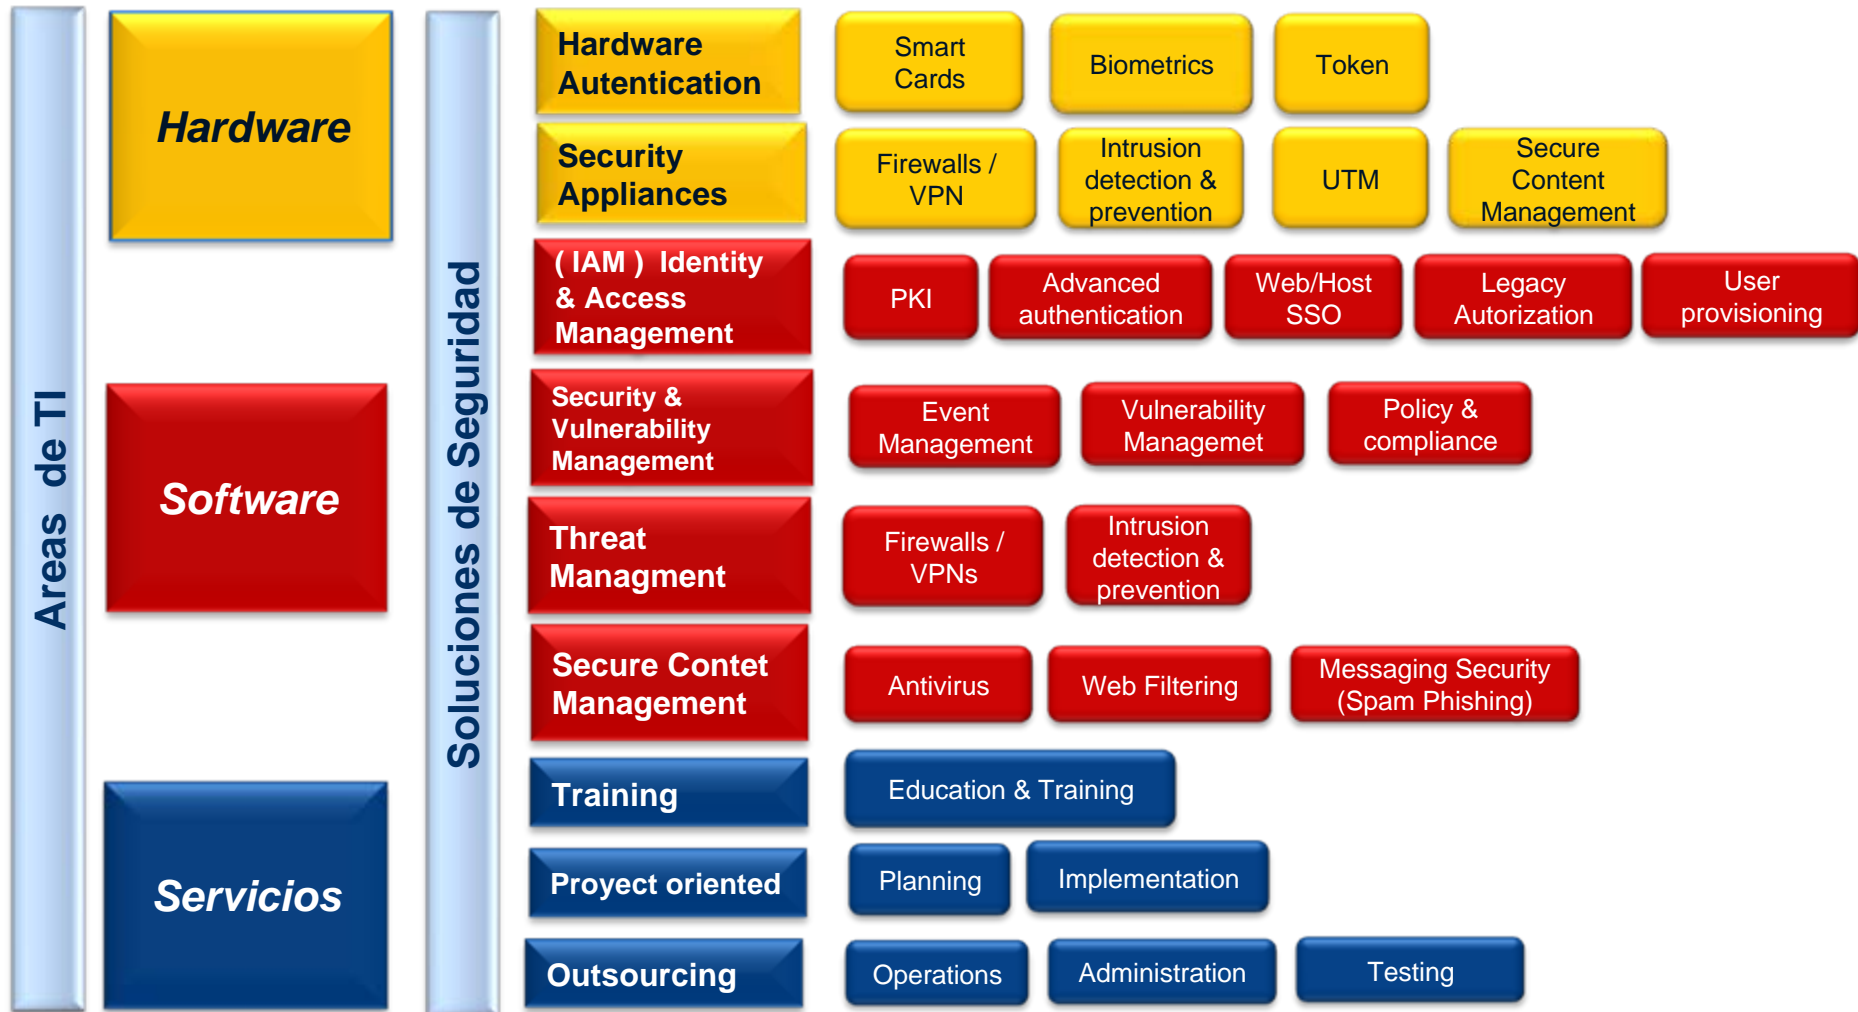 Areas de TI
Soluciones de Seguridad
Hardware
Hardware
Autentication
Smart
Cards
Biometrics
Token
Security
Appliances
Firewalls /
VPN
Intrusion
detection &
prevention
UTM
Secure
Content
Management
Software
( IAM ) Identity
& Access
Management
PKI
Advanced
authentication
Web/Host
SSO
Legacy
Autorization
User
provisioning
Security &
Vulnerability
Management
Event
Management
Vulnerability
Managemet
Policy &
compliance
Threat
Managment
Firewalls /
VPNs
Intrusion
detection &
prevention
Secure Contet
Management
Antivirus
Web Filtering
Messaging Security
(Spam Phishing)
Servicios
Training
Education & Training
Proyect oriented
Planning
Implementation
Outsourcing
Operations
Administration
Testing